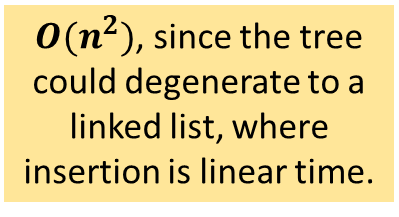 O(n²), since the tree
could degenerate to a
linked list, where
insertion is linear time.